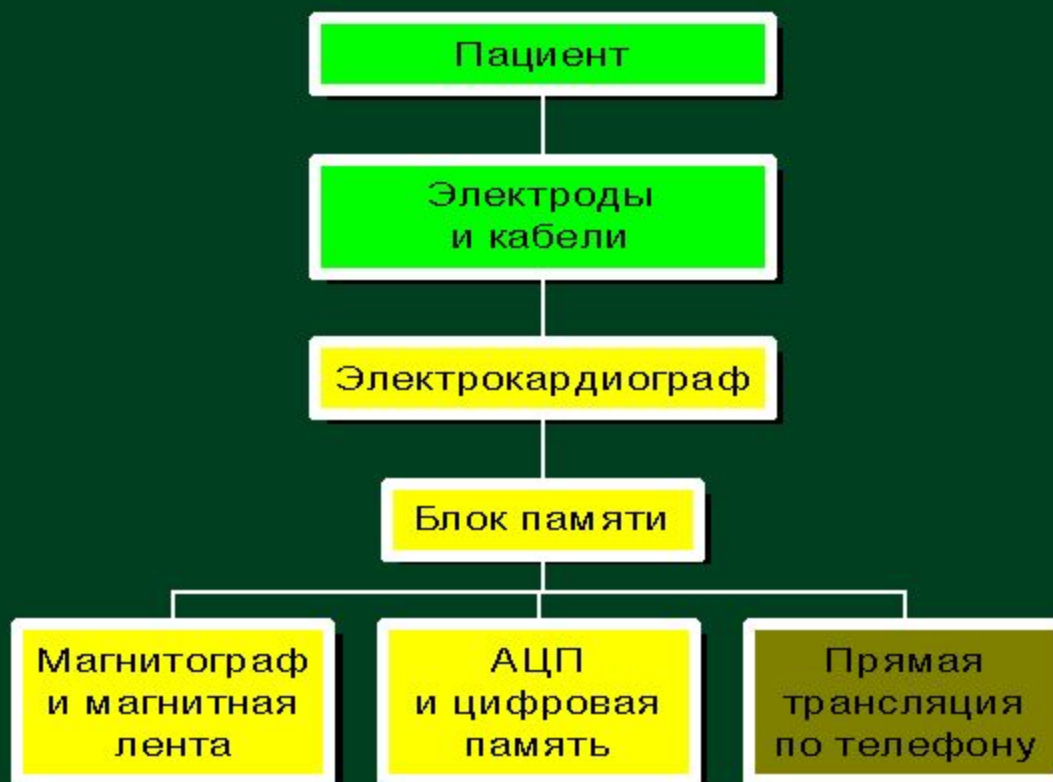 Пациент
Электроды
и кабели
Электрокардиограф
Блок памяти
Магнитограф
и магнитная
лента
АЦП
и цифровая
память
Прямая
трансляция
по телефону